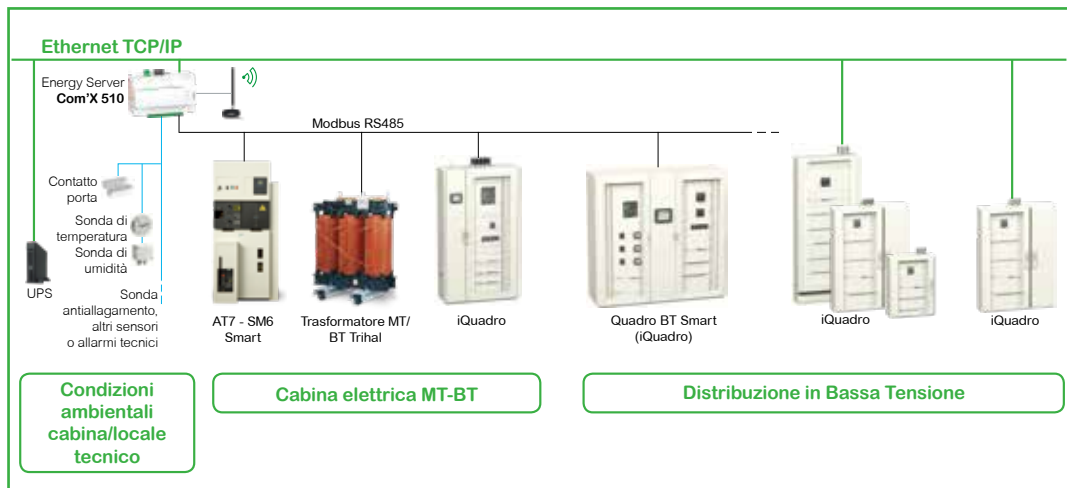 Ethernet TCP/IP
Energy Server
Com'X 510
Modbus RS485
Contatto
porta
Sonda di
temperatura
Sonda di
umidità
UPS
Sonda
antiallagamento,
altri sensori
o allarmi tecnici
AT7 - SM6
Smart
Trasformatore MT/
BT Trihal
iQuadro
Quadro BT Smart
(iQuadro)
iQuadro
iQuadro
Condizioni
ambientali
cabina/locale
tecnico
Cabina elettrica MT-BT
Distribuzione in Bassa Tensione